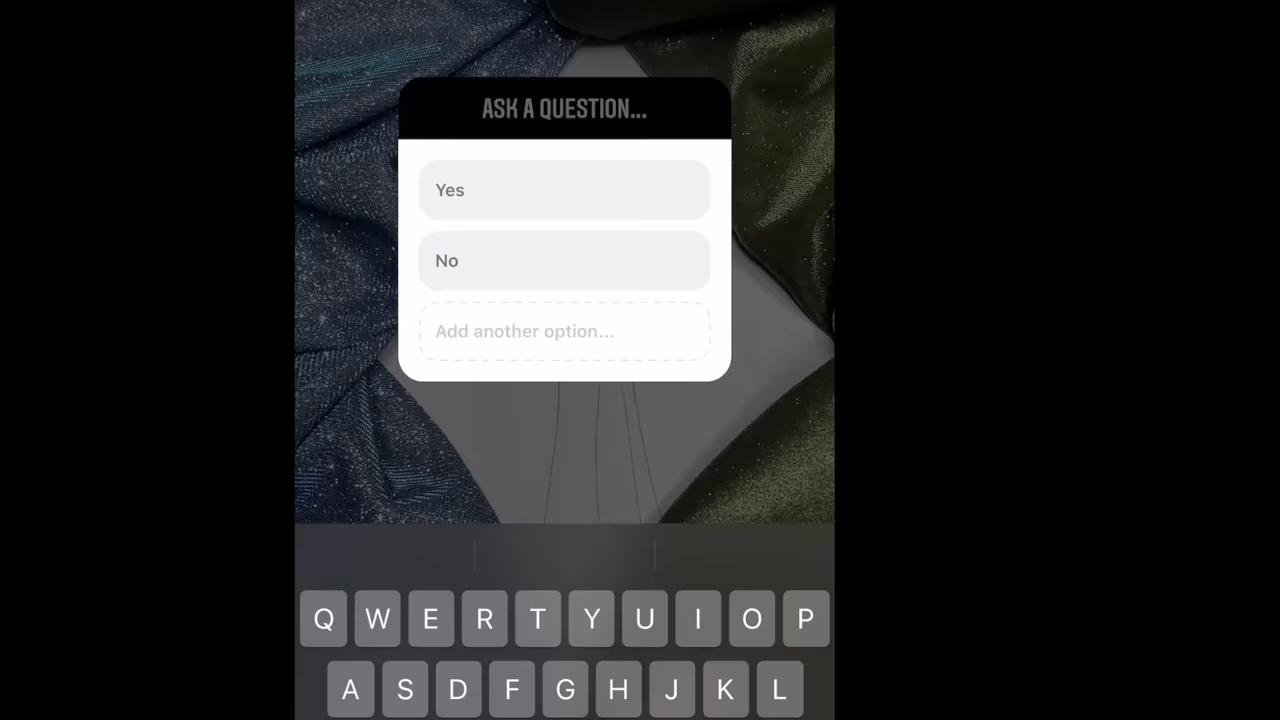 ASK A QUESTION...
Yes
No
Add another option...
Q W E R T Y U I O P
A S D F G H J K L